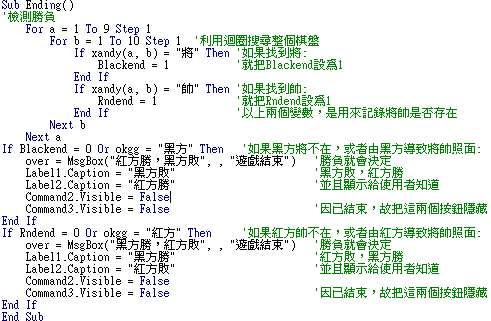 Sub Ending()
'檢測勝負
    For a = 1 To 9 Step 1
        For b = 1 To 10 Step 1  '利用迴圈搜尋整個棋盤
            If xandy(a, b) = "將" Then '如果找到將:
                Blackend = 1          '就把Blackend設為1
            End If
            If xandy(a, b) = "帥" Then '如果找到帥:
                Rndend = 1            '就把Rndend設為1
            End If                    '以上兩個變數，是用來記錄將帥是否存在
        Next b
    Next a
If Blackend = 0 Or okgg = "黑方" Then   '如果黑方將不在，或者由黑方導致將帥照面:
    over = MsgBox("紅方勝，黑方敗", , "遊戲結束")   '勝負就會決定
    Label1.Caption = "黑方敗"                       '黑方敗，紅方勝
    Label2.Caption = "紅方勝"                       '並且顯示給使用者知道
    Command2.Visible = False
    Command3.Visible = False                        '因已結束，故把這兩個按鈕隱藏
End If
If Rndend = 0 Or okgg = "紅方" Then     '如果紅方帥不在，或者由紅方導致將帥照面:
    over = MsgBox("黑方勝，紅方敗", , "遊戲結束")   '勝負就會決定
    Label1.Caption = "黑方勝"                       '紅方敗，黑方勝
    Label2.Caption = "紅方敗"                       '並且顯示給使用者知道
    Command2.Visible = False
    Command3.Visible = False                        '因已結束，故把這兩個按鈕隱藏
End If
End Sub